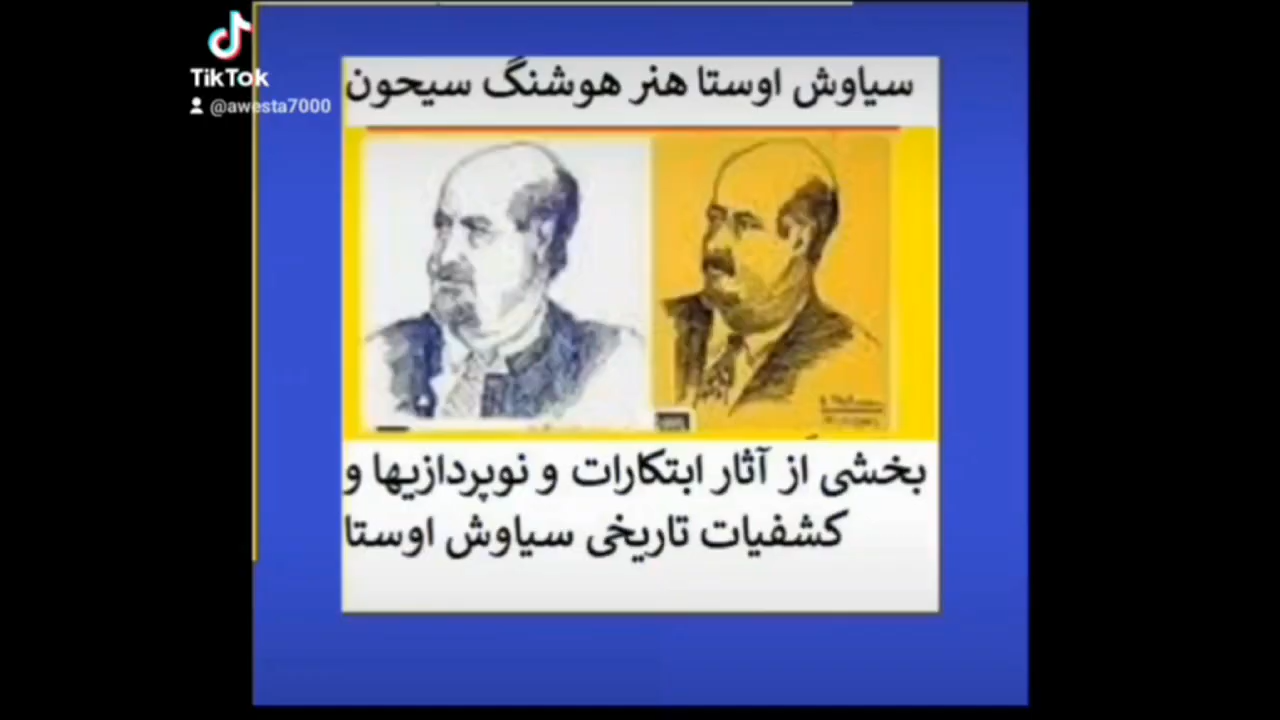 TikTok
@awesta7000
سیاوش اوستا هنر هوشنگ سیحون
بخشی از آثار ابتکارات و نوپردازیها و
کشفیات تاریخی سیاوش اوستا